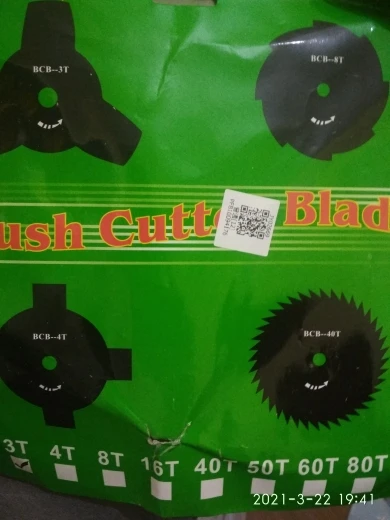 BCB--3T
BCB--8T
ush Cutte Blad
BCB--4T
BCB--40T
3T 4T 8T 16T 40T 50T 60T 80T
2021-3-22 19:41